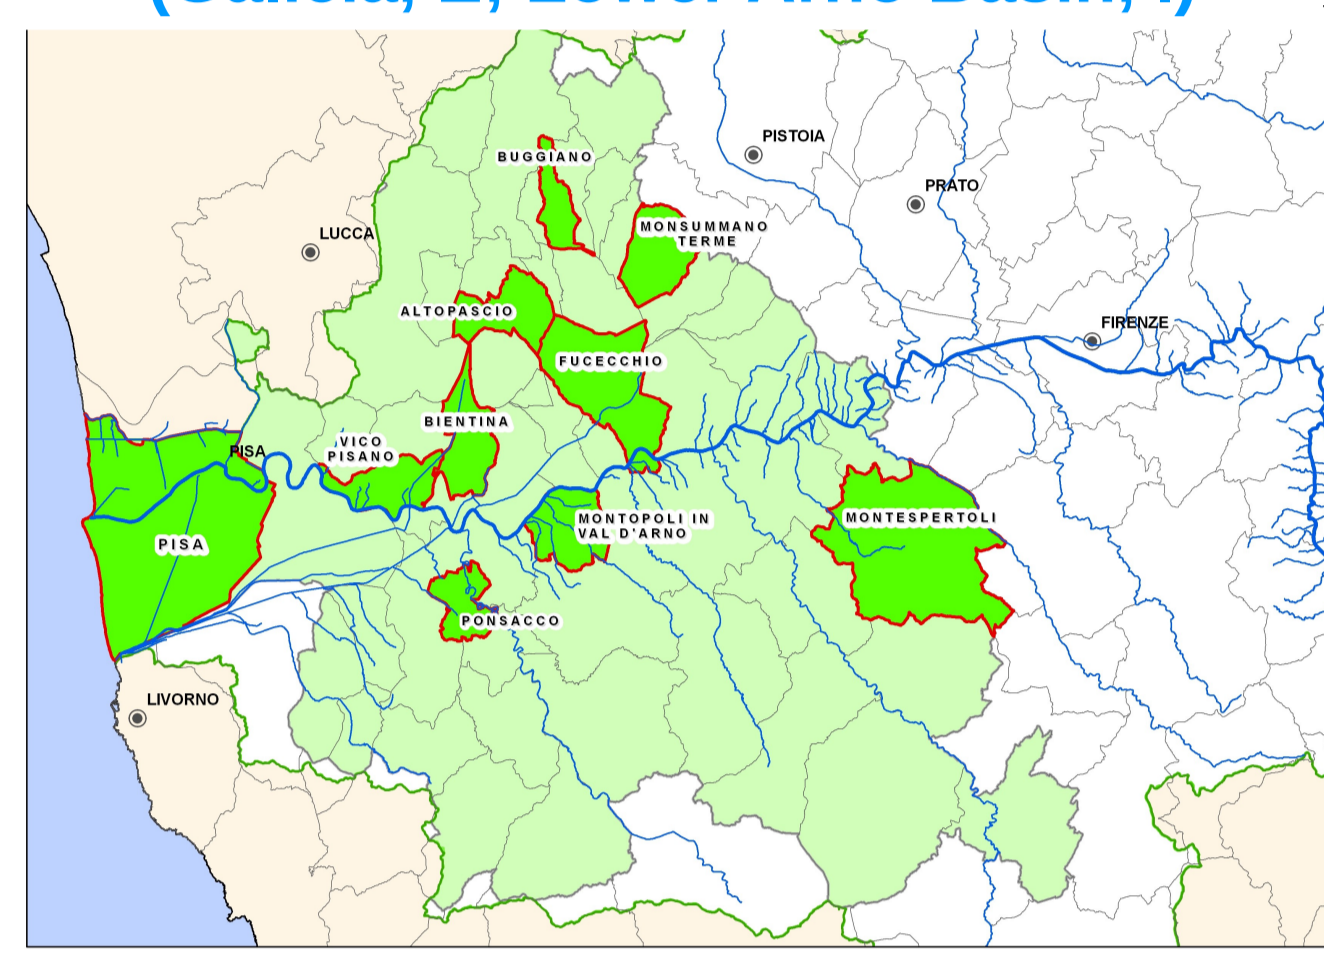 PISTOIA
BUGGIANO
PRATO
MONSUMMANO
TERME
LUCCA
ALTOPASCIO
FIRENZE
FUCECCHIO
BIENTINA
VICO
PISANO
PISA
MONTOPOLI IN
VAL D'ARNO
MONTESPERTOLI
PISA
PONSACCO
LIVORNO